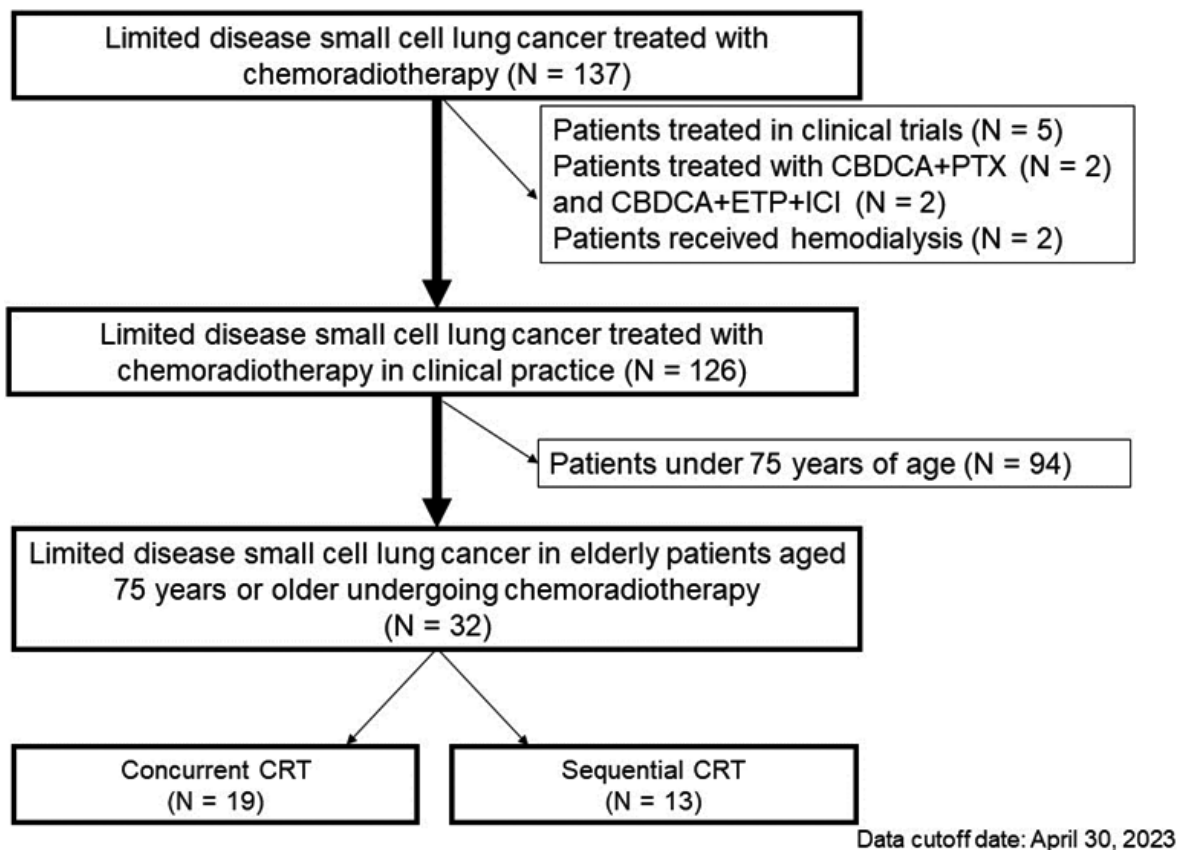 Limited disease small cell lung cancer treated with
chemoradiotherapy (N = 137)
Patients treated in clinical trials (N = 5)
Patients treated with CBDCA+PTX (N = 2)
and CBDCA+ETP+ICI (N = 2)
Patients received hemodialysis (N = 2)
Limited disease small cell lung cancer treated with
chemoradiotherapy in clinical practice (N = 126)
Patients under 75 years of age (N = 94)
Limited disease small cell lung cancer in elderly patients aged
75 years or older undergoing chemoradiotherapy
(N = 32)
Concurrent CRT
(N = 19)
Sequential CRT
(N = 13)
Data cutoff date: April 30, 2023